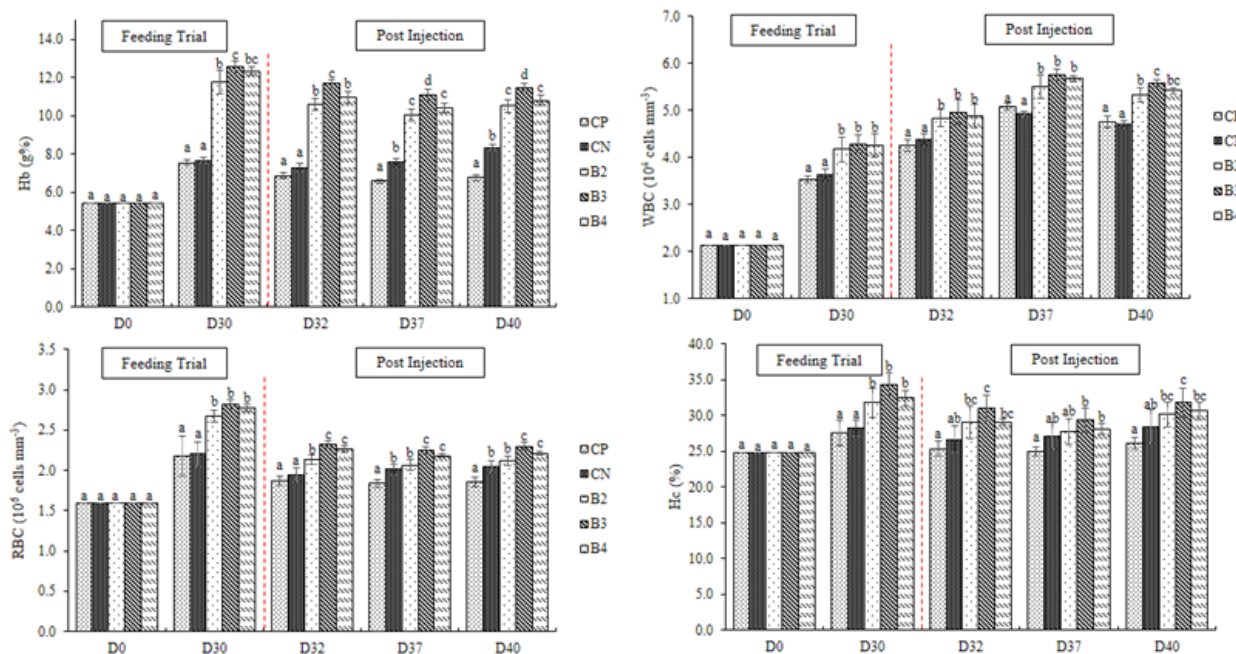 Hb (g%)
14.0
12.0
10.0
8.0
6.0
4.0
2.0
0.0
Feeding Trial
Post Injection
a a a a a
a a b c bc
a a b c b
a b c d c
a b c d c
D0 D30 D32 D37 D40
CP
CN
B2
B3
B4
WBC (10⁴ cells mm⁻³)
7.0
6.0
5.0
4.0
3.0
2.0
1.0
Feeding Trial
Post Injection
a a a a a
a a b b b
a a b b b
a a b b b
a a b c bc
D0 D30 D32 D37 D40
RBC (10⁶ cells mm⁻³)
3.5
3.0
2.5
2.0
1.5
1.0
0.5
0.0
Feeding Trial
Post Injection
a a a a a
a a b b b
a a b c c
a b b c c
a b b c c
D0 D30 D32 D37 D40
CP
CN
B2
B3
B4
Hc (%)
40.0
35.0
30.0
25.0
20.0
15.0
10.0
5.0
0.0
Feeding Trial
Post Injection
a a a a a
a a b b b
a ab bc c bc
a ab ab b b
a ab bc c bc
D0 D30 D32 D37 D40